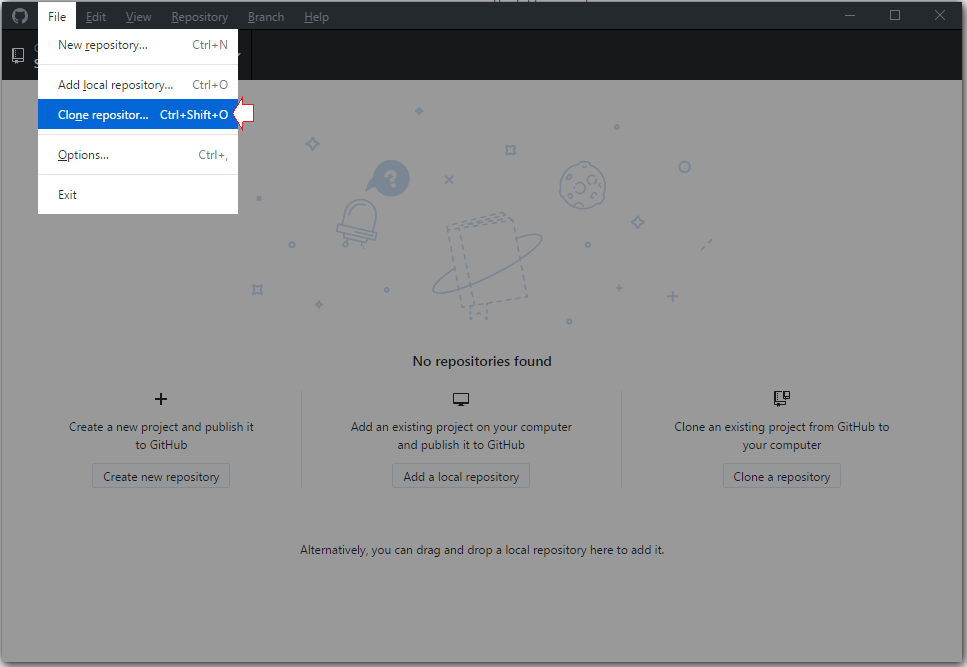 File Edit View Repository Branch Help
New repository... Ctrl+N
Add local repository... Ctrl+O
Clone repositor... Ctrl+Shift+O
Options... Ctrl+,
Exit
?
No repositories found
Create a new project and publish it
to GitHub
Create new repository
Add an existing project on your computer
and publish it to GitHub
Add a local repository
Clone an existing project from GitHub to
your computer
Clone a repository
Alternatively, you can drag and drop a local repository here to add it.